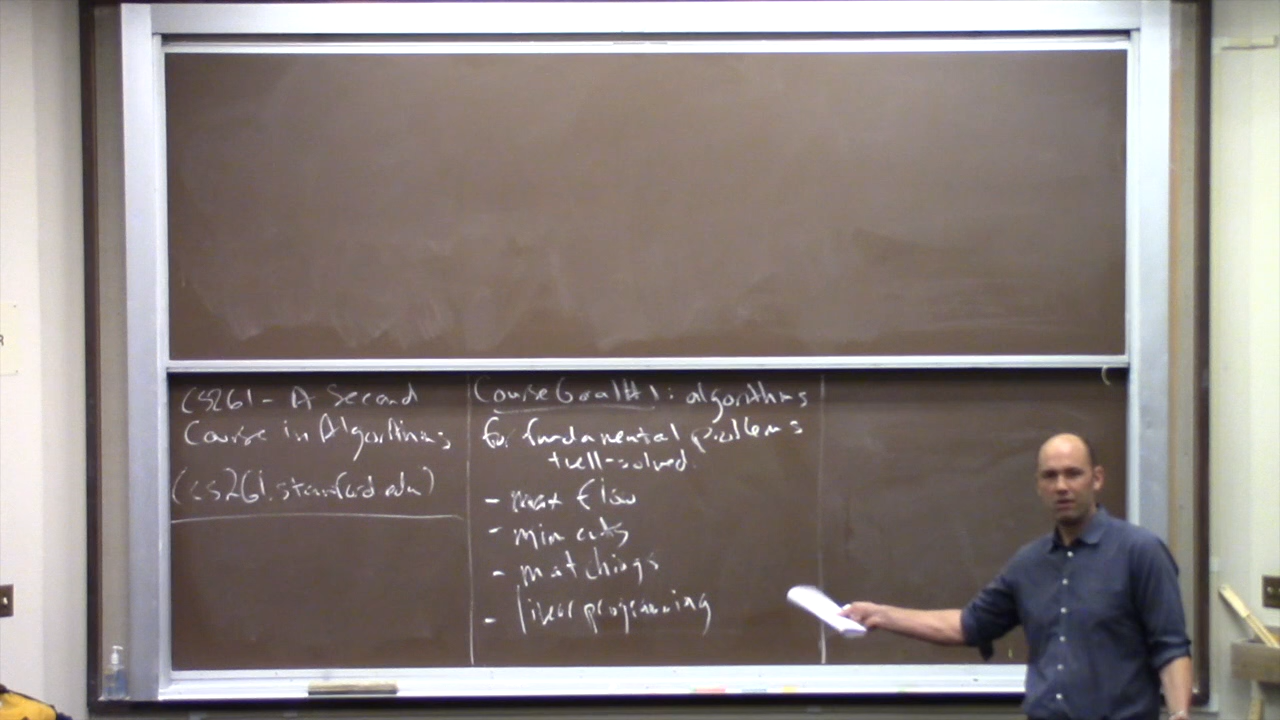 CS261 - A Second
Course in Algorithms
(cs261.stanford.edu)
Course Goal #1: algorithms
for fundamental problems
+well-solved.
- max flow
- min cuts
- matchings
- linear programming
R